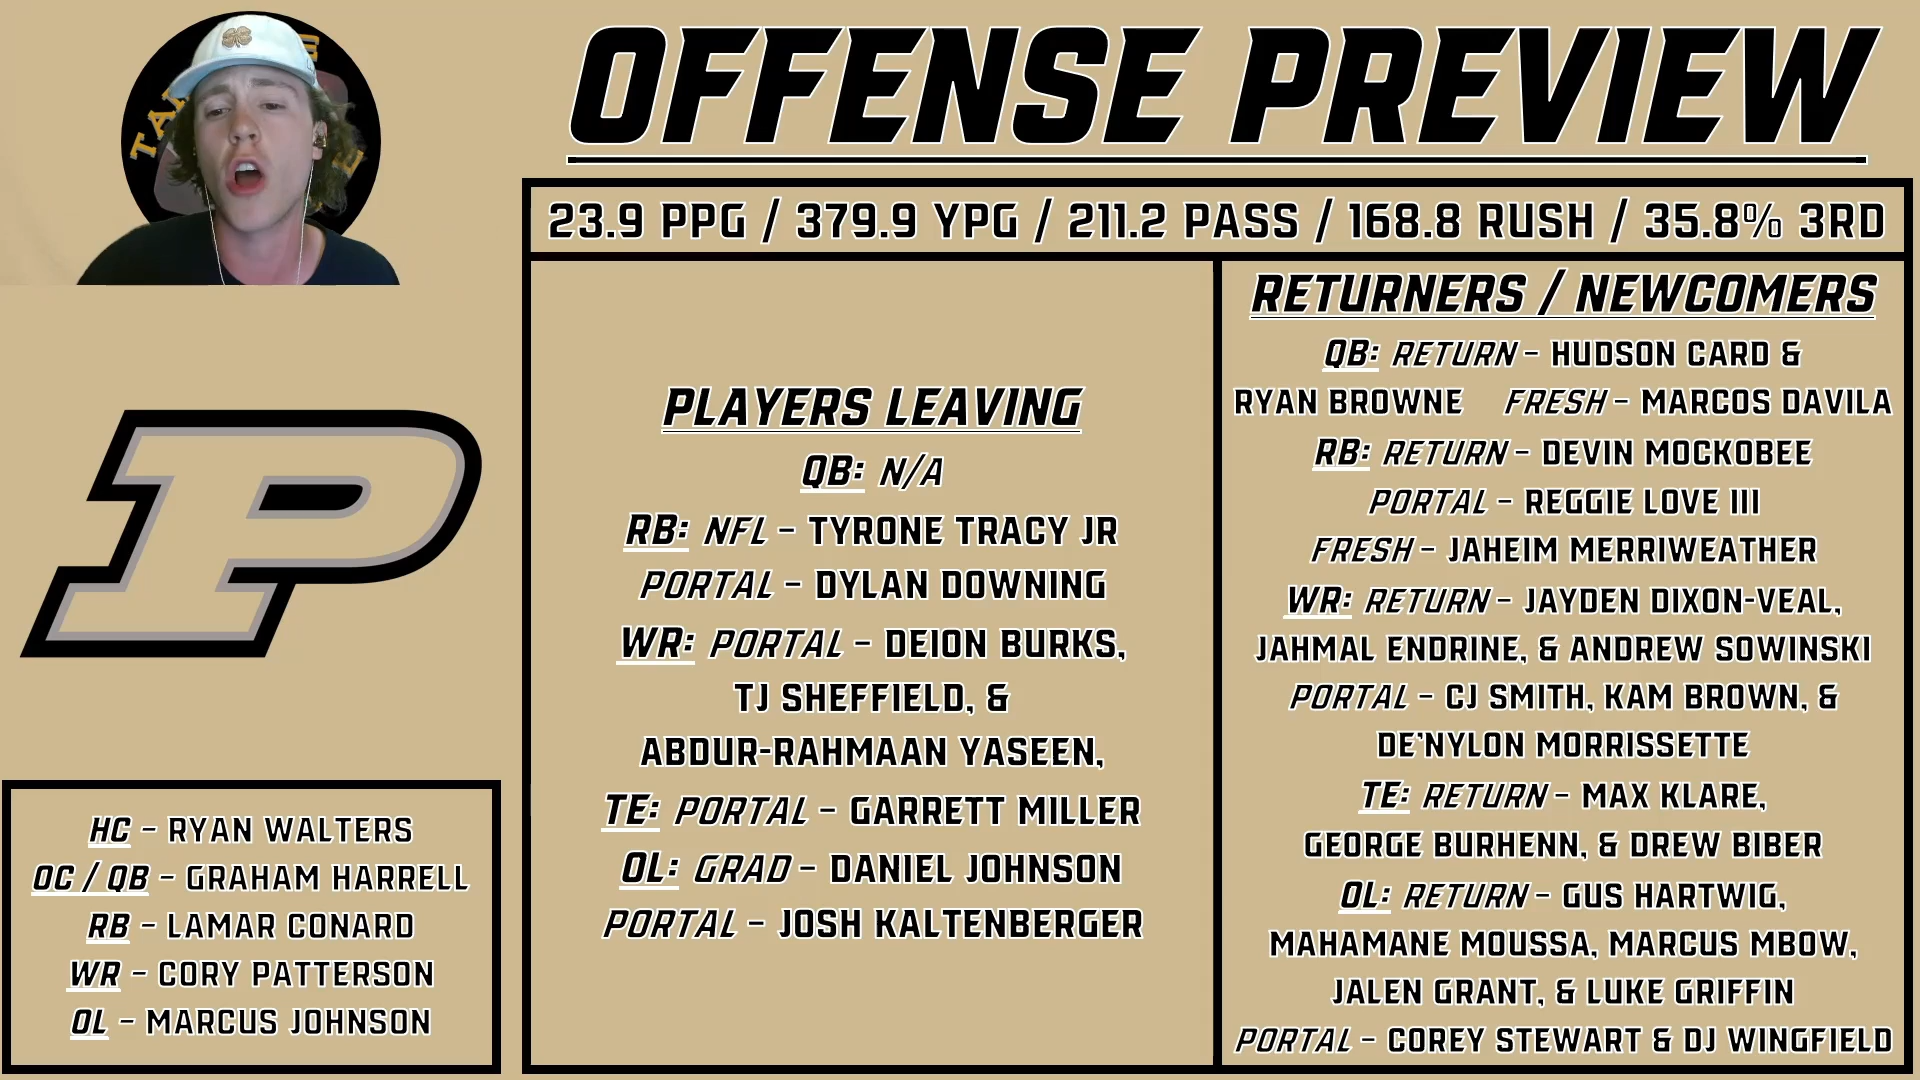 OFFENSE PREVIEW
23.9 PPG / 379.9 YPG / 211.2 PASS / 168.8 RUSH / 35.8% 3RD
PLAYERS LEAVING
QB: N/A
RB: NFL - TYRONE TRACY JR
PORTAL - DYLAN DOWNING
WR: PORTAL - DEION BURKS,
TJ SHEFFIELD, &
ABDUR-RAHMAAN YASEEN,
TE: PORTAL - GARRETT MILLER
OL: GRAD - DANIEL JOHNSON
PORTAL - JOSH KALTENBERGER
RETURNERS / NEWCOMERS
QB: RETURN - HUDSON CARD &
RYAN BROWNE FRESH - MARCOS DAVILA
RB: RETURN - DEVIN MOCKOBEE
PORTAL - REGGIE LOVE III
FRESH - JAHEIM MERRIWEATHER
WR: RETURN - JAYDEN DIXON-VEAL,
JAHMAL ENDRINE, & ANDREW SOWINSKI
PORTAL - CJ SMITH, KAM BROWN, &
DE'NYLON MORRISSETTE
TE: RETURN - MAX KLARE,
GEORGE BURHENN, & DREW BIBER
OL: RETURN - GUS HARTWIG,
MAHAMANE MOUSSA, MARCUS MBOW,
JALEN GRANT, & LUKE GRIFFIN
PORTAL - COREY STEWART & DJ WINGFIELD
P
HC - RYAN WALTERS
OC / QB - GRAHAM HARRELL
RB - LAMAR CONARD
WR - CORY PATTERSON
OL - MARCUS JOHNSON